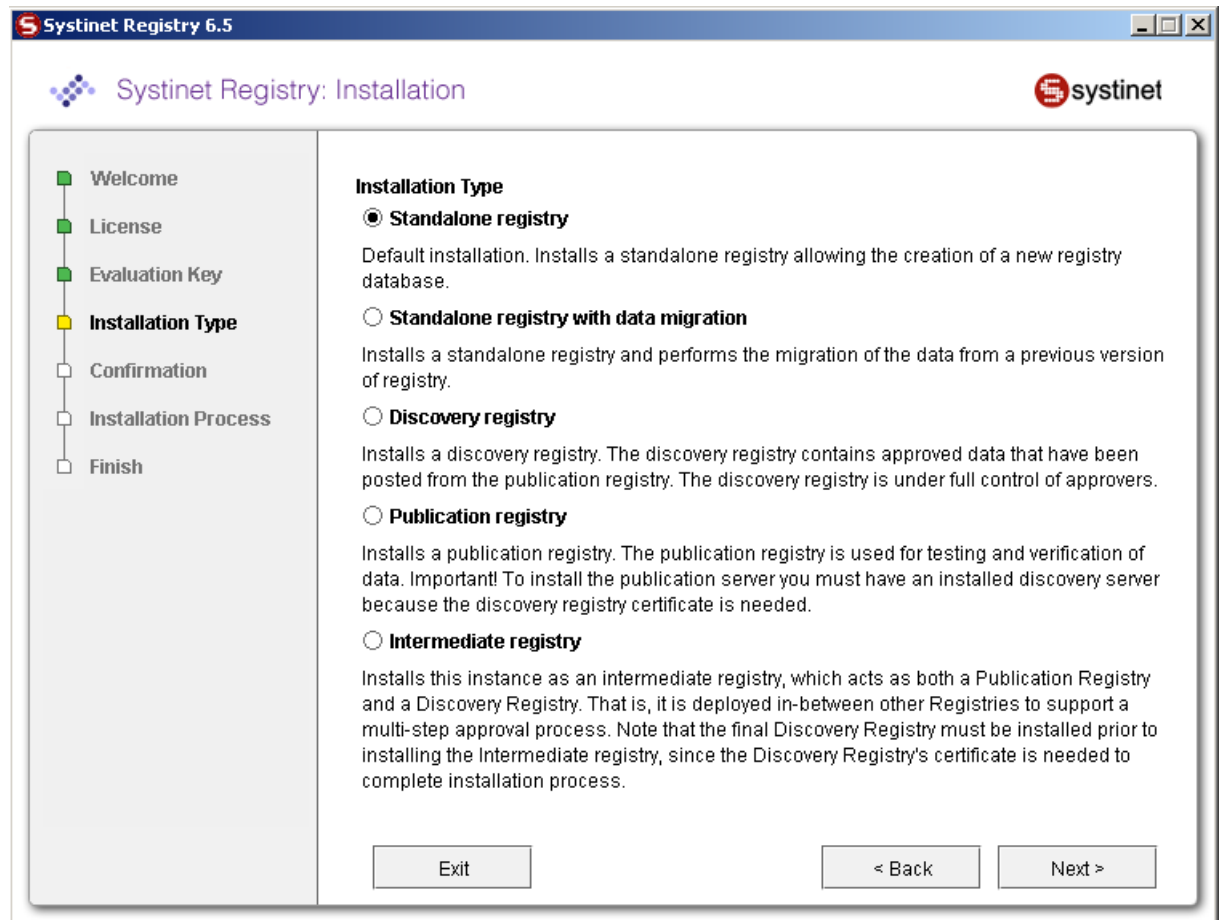 Systinet Registry 6.5
Systinet Registry: Installation
systinet
Welcome
License
Evaluation Key
Installation Type
Confirmation
Installation Process
Finish
Installation Type
Standalone registry
Default installation. Installs a standalone registry allowing the creation of a new registry
database.
Standalone registry with data migration
Installs a standalone registry and performs the migration of the data from a previous version
of registry.
Discovery registry
Installs a discovery registry. The discovery registry contains approved data that have been
posted from the publication registry. The discovery registry is under full control of approvers.
Publication registry
Installs a publication registry. The publication registry is used for testing and verification of
data. Important! To install the publication server you must have an installed discovery server
because the discovery registry certificate is needed.
Intermediate registry
Installs this instance as an intermediate registry, which acts as both a Publication Registry
and a Discovery Registry. That is, it is deployed in-between other Registries to support a
multi-step approval process. Note that the final Discovery Registry must be installed prior to
installing the Intermediate registry, since the Discovery Registry's certificate is needed to
complete installation process.
Exit
< Back
Next >